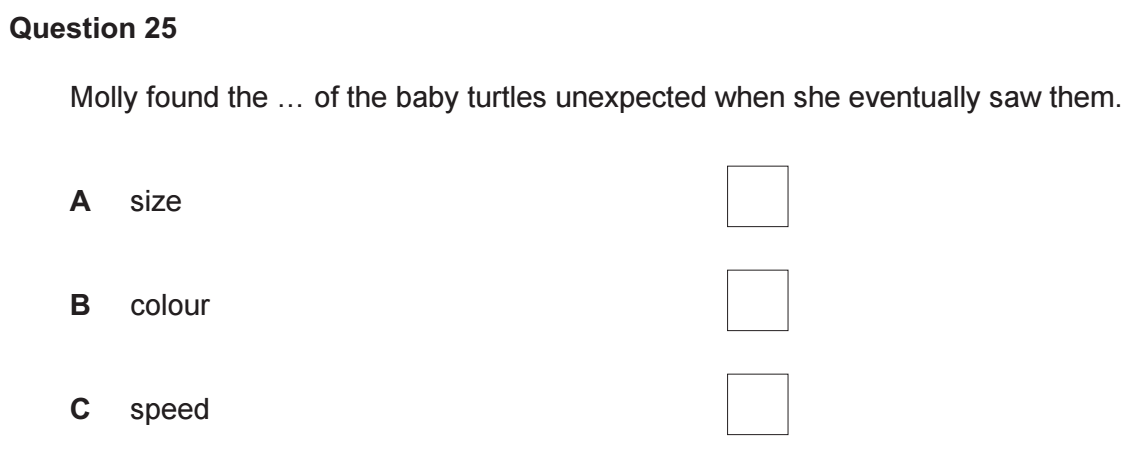 Question 25
Molly found the … of the baby turtles unexpected when she eventually saw them.
A size
B colour
C speed